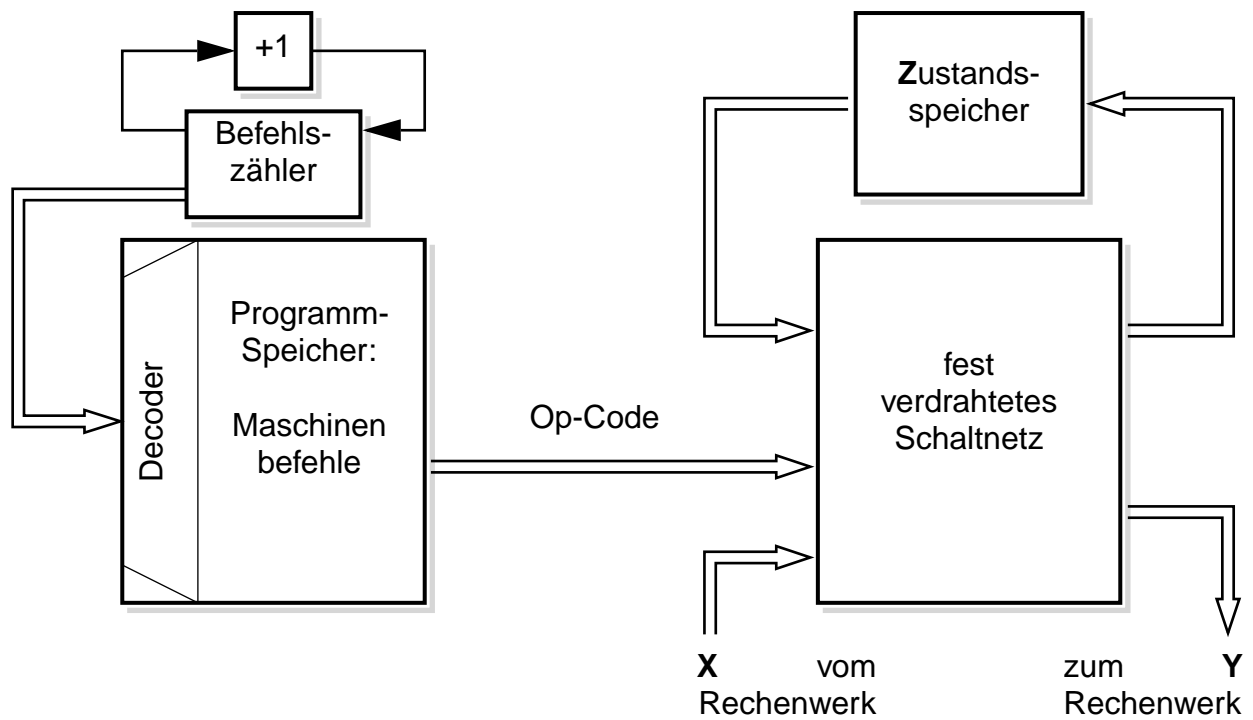 +1
Befehls-
zähler
Zustands-
speicher
Decoder
Programm-
Speicher:
Maschinen
befehle
Op-Code
fest
verdrahtetes
Schaltnetz
X vom
Rechenwerk
zum Y
Rechenwerk